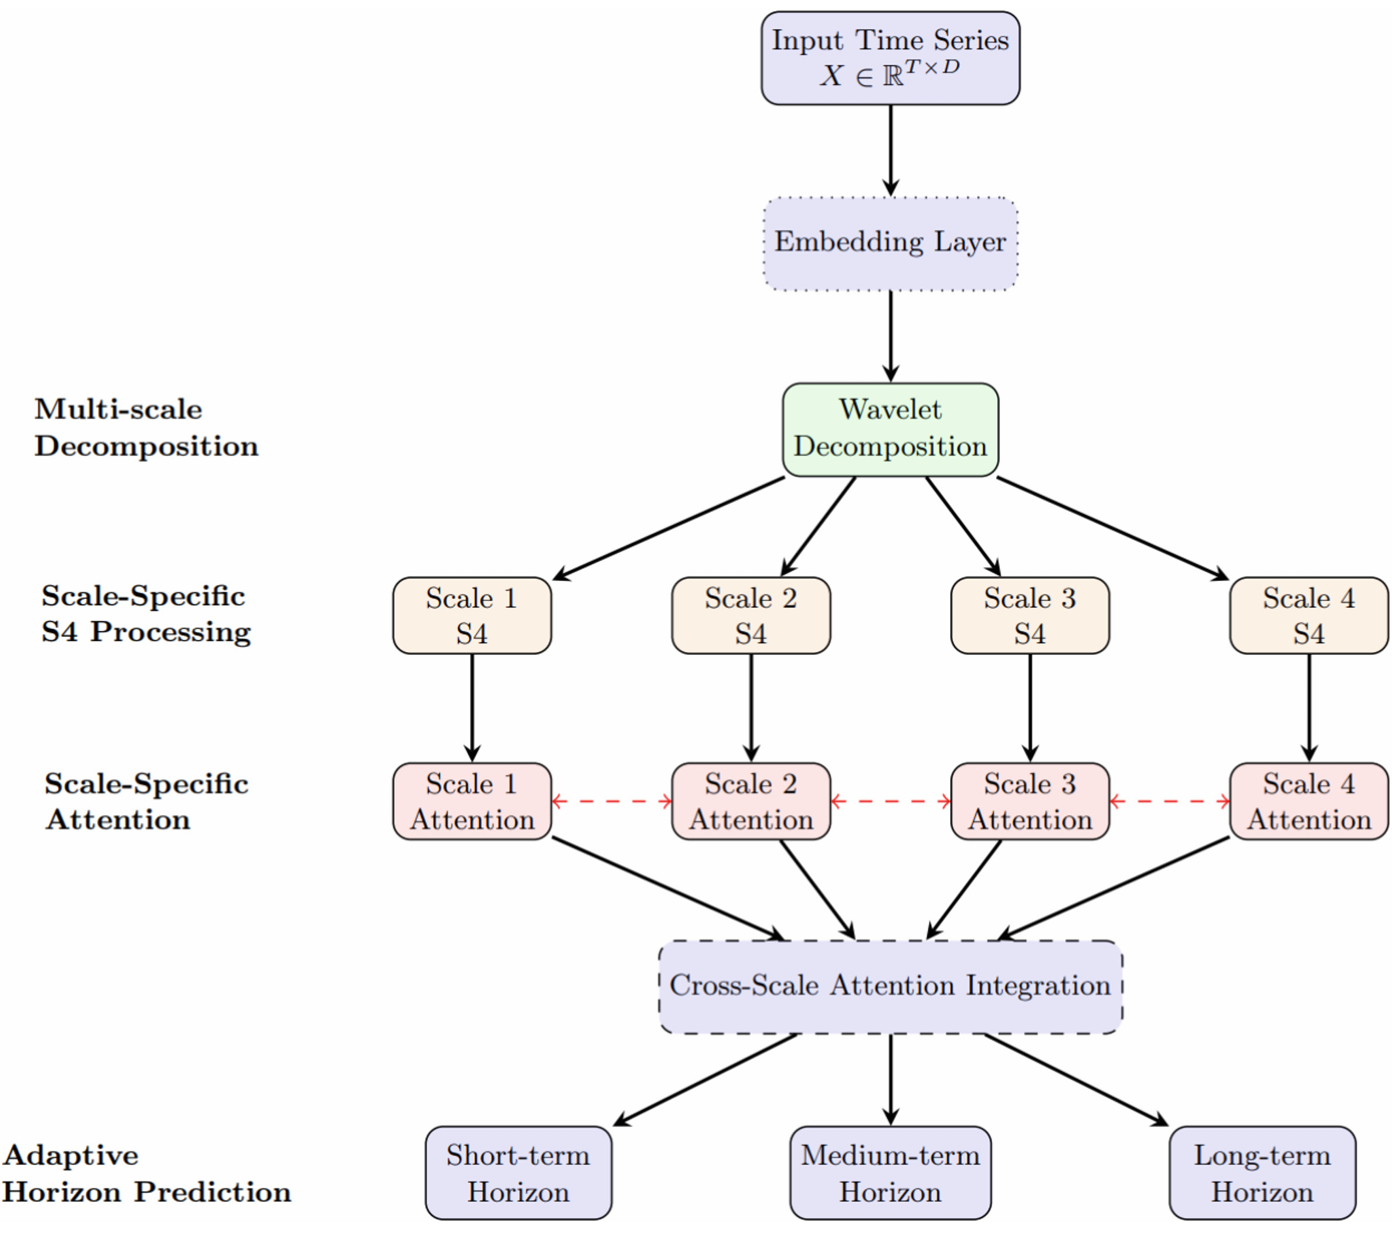 Input Time Series
X ∈ ℝ^{T×D}
Embedding Layer
Multi-scale
Decomposition
Wavelet
Decomposition
Scale-Specific
S4 Processing
Scale 1
S4
Scale 2
S4
Scale 3
S4
Scale 4
S4
Scale-Specific
Attention
Scale 1
Attention
Scale 2
Attention
Scale 3
Attention
Scale 4
Attention
Cross-Scale Attention Integration
Adaptive
Horizon Prediction
Short-term
Horizon
Medium-term
Horizon
Long-term
Horizon